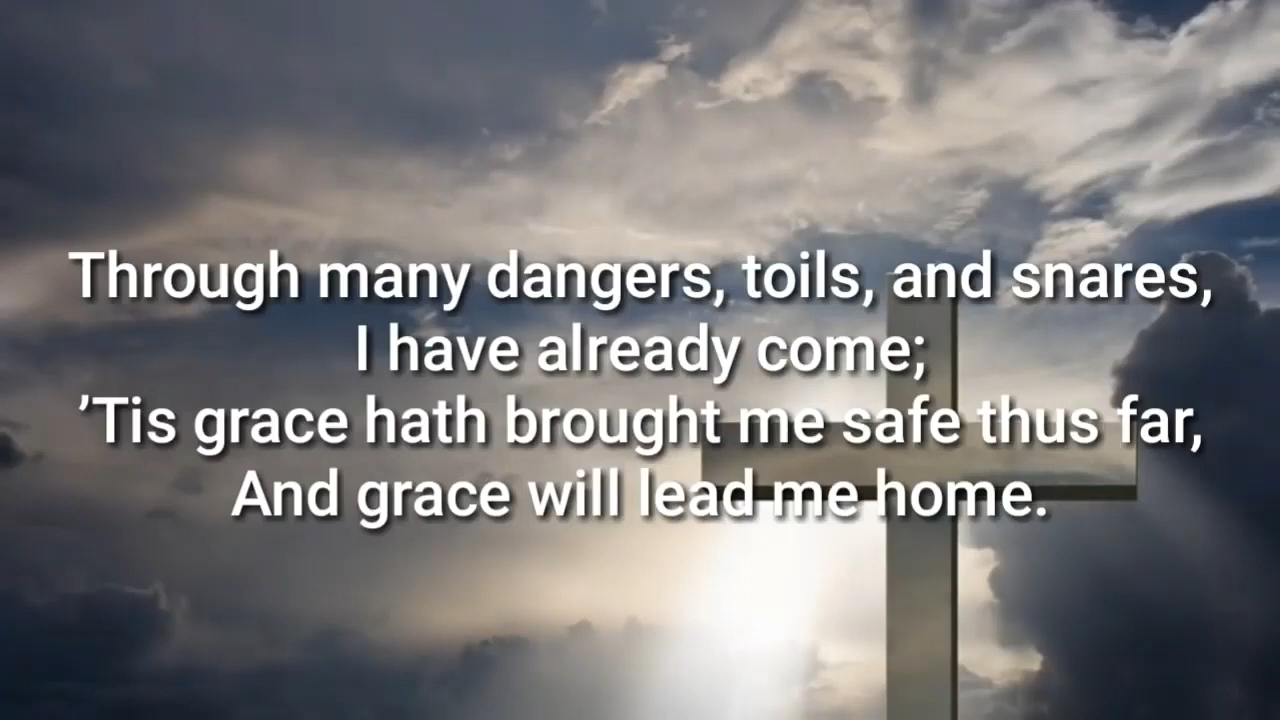 Through many dangers, toils, and snares,
I have already come;
’Tis grace hath brought me safe thus far,
And grace will lead me home.